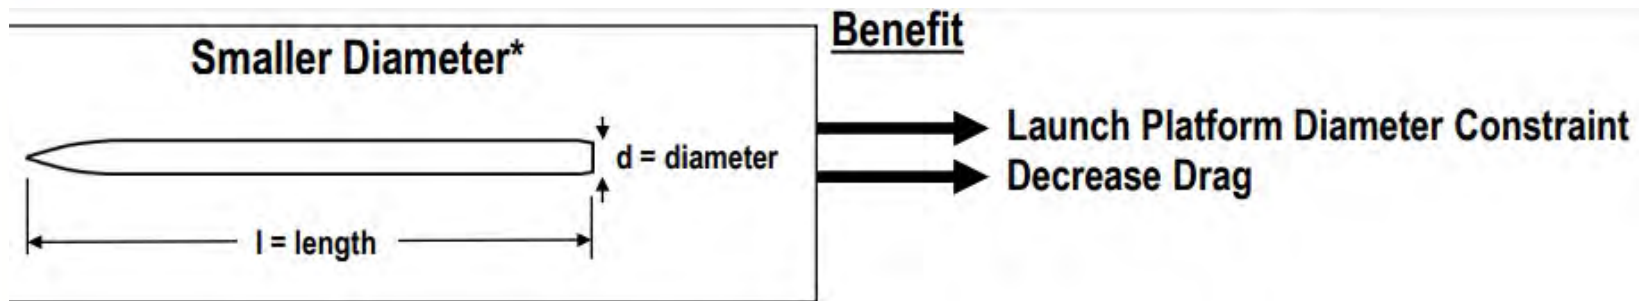 Smaller Diameter*
d = diameter
l = length
Benefit
Launch Platform Diameter Constraint
Decrease Drag